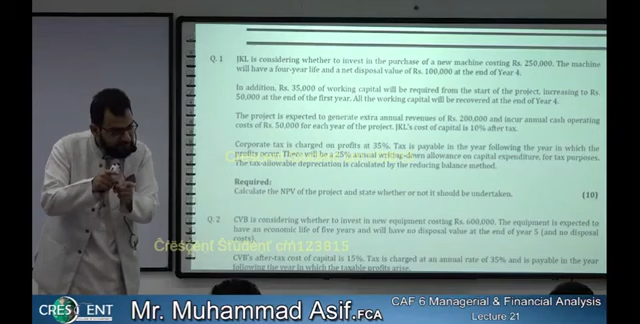 Q. 1 JKL is considering whether to invest in the purchase of a new machine costing Rs. 250,000. The machine
will have a four-year life and a net disposal value of Rs. 100,000 at the end of Year 4.
In addition, Rs. 35,000 of working capital will be required from the start of the project, increasing to Rs.
50,000 at the end of the first year. All the working capital will be recovered at the end of Year 4.
The project is expected to generate extra annual revenues of Rs. 200,000 and incur annual cash operating
costs of Rs. 50,000 for each year of the project. JKL's cost of capital is 10% after tax.
Corporate tax is charged on profits at 35%. Tax is payable in the year following the year in which the
profits occur. There will be a 25% annual writing-down allowance on capital expenditure, for tax purposes.
The tax-allowable depreciation is calculated by the reducing balance method.
Required:
Calculate the NPV of the project and state whether or not it should be undertaken. (10)
Q. 2 CVB is considering whether to invest in new equipment costing Rs. 600,000. The equipment is expected to
have an economic life of five years and will have no disposal value at the end of year 5 (and no disposal
costs).
Crescent Student cm123815
CVB's after-tax cost of capital is 15%. Tax is charged at an annual rate of 35% and is payable in the year
following the year in which the taxable profits arise.
CRESCENT
Mr. Muhammad Asif.FCA
CAF 6 Managerial & Financial Analysis
Lecture 21